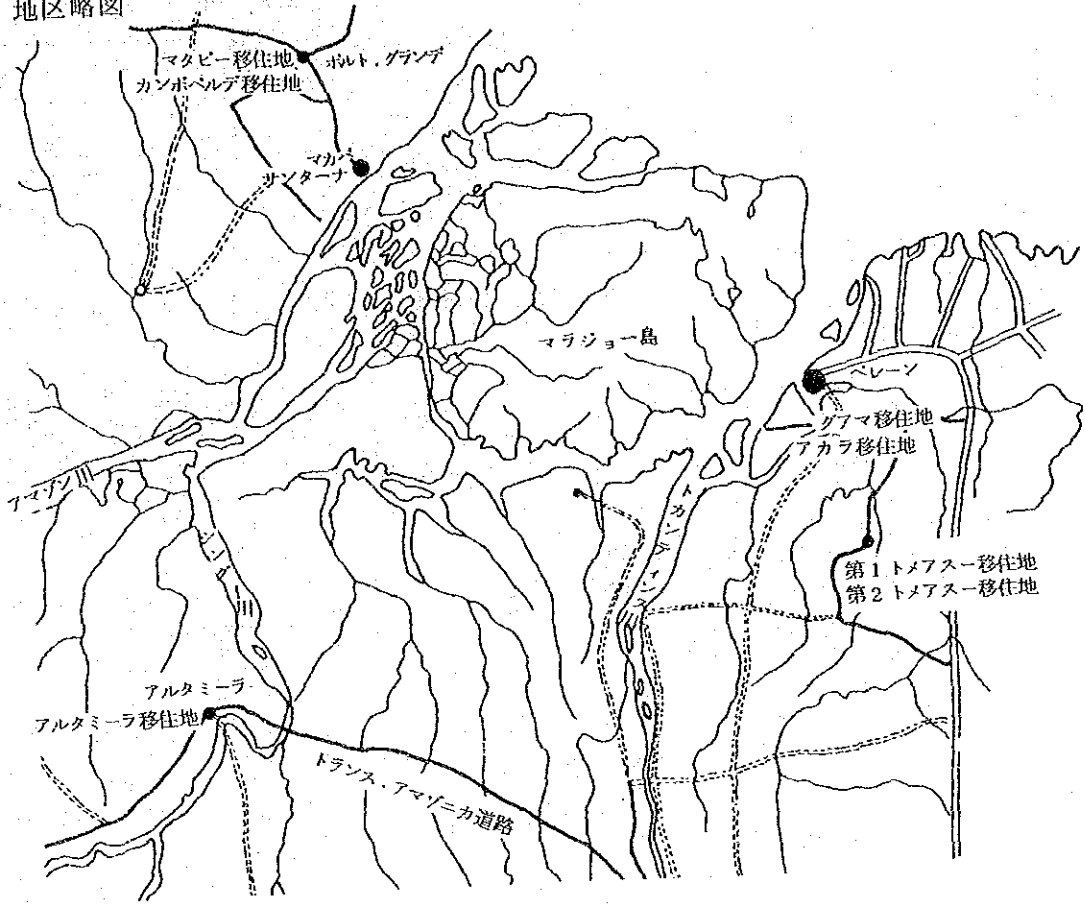 地区略図
マタピー移住地
ポルト．グランデ
カンポベルデ移住地
マカパ
サンターナ
マラジョー島
ベレーン
グアマ移住地
アカラ移住地
アマゾン川
トカンティンス川
シングー川
第1トメアスー移住地
第2トメアスー移住地
アルタミーラ
アルタミーラ移住地
トランス・アマゾニカ道路